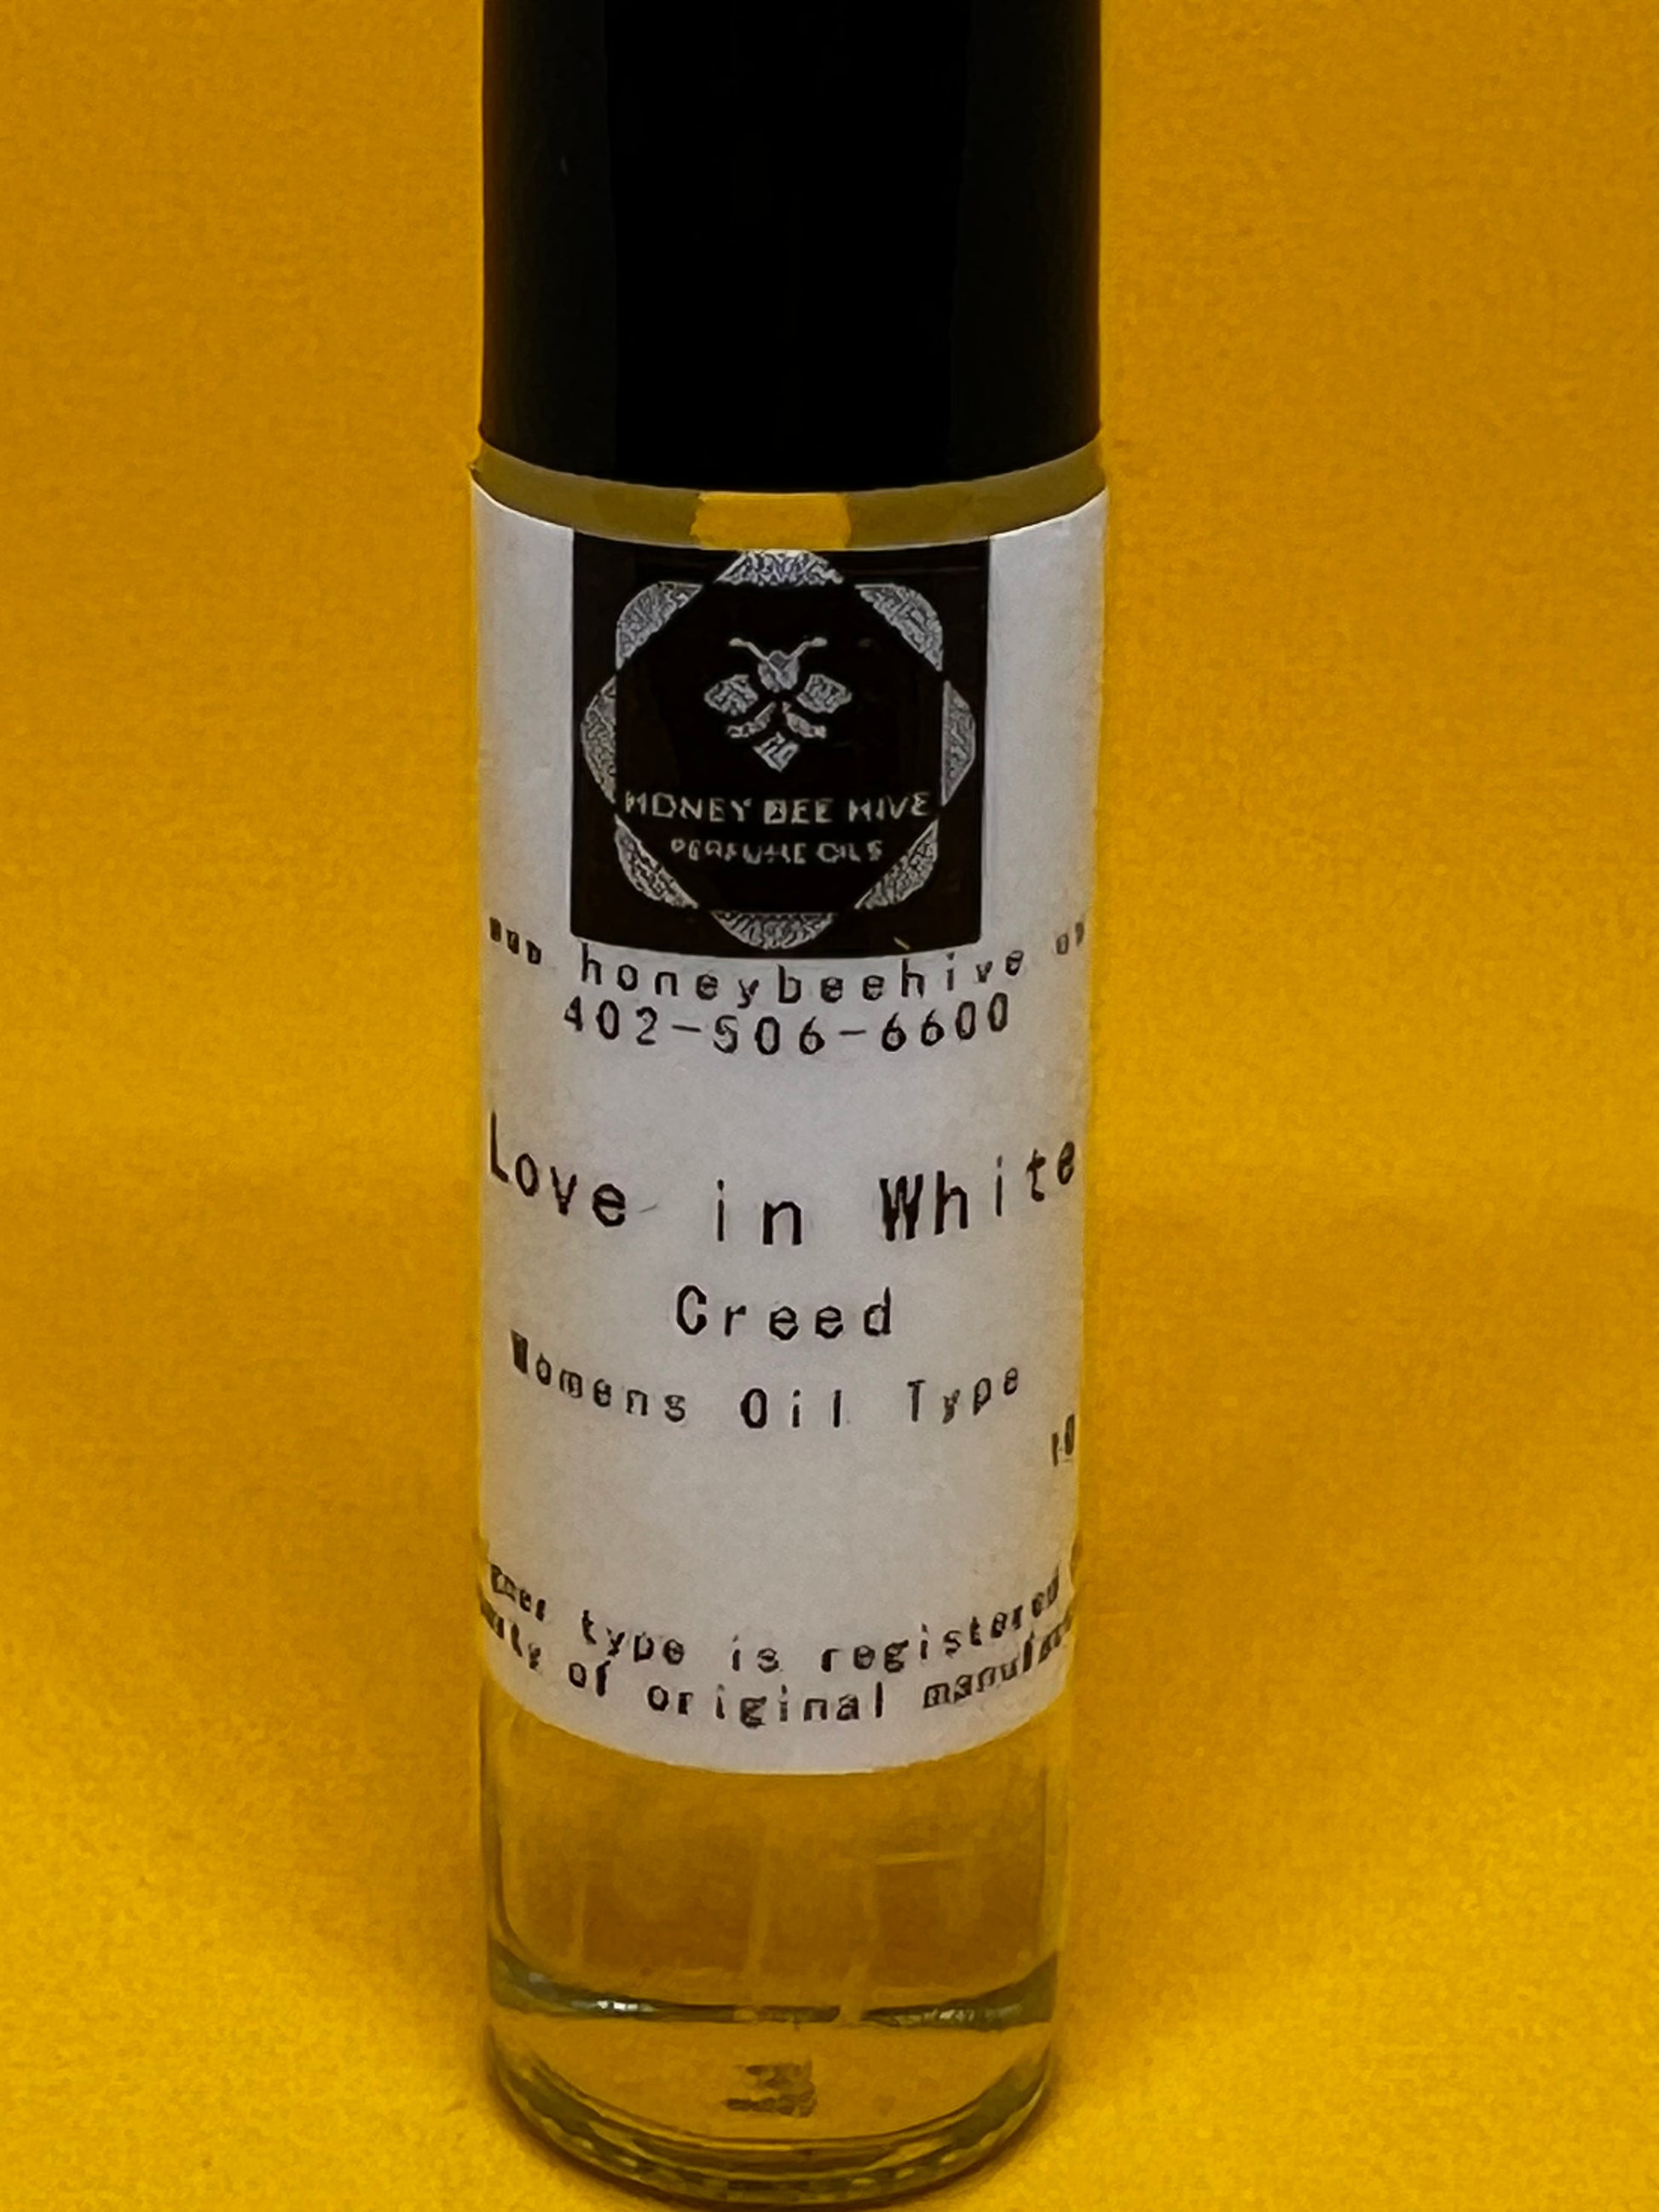 HONEY BEE HIVE
PERFUME OILS
honeybeehive
402-506-6600
Love in White
Creed
Womens Oil Type
type is registered
of original